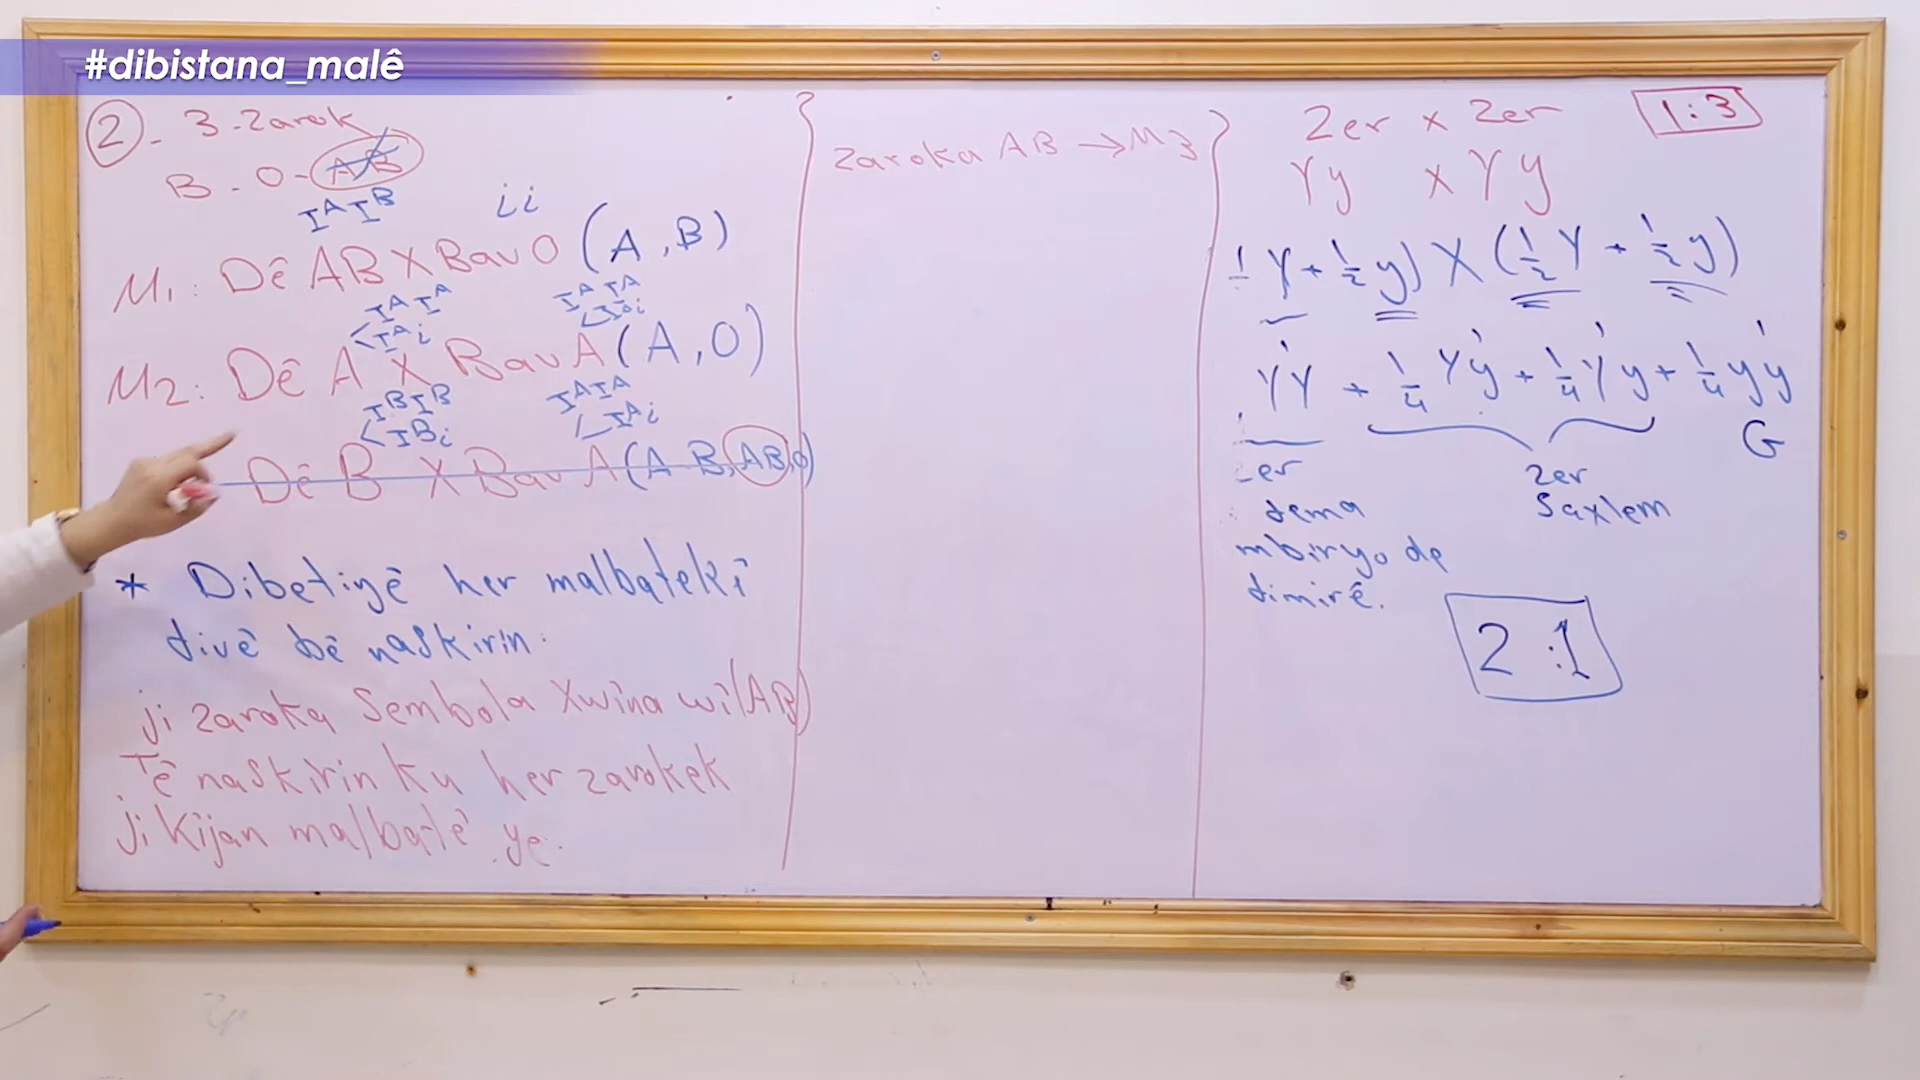 #dibistana_malê
2 - 3 - Zarok
B - O - AB
I^A I^B ii
M1: Dê AB X Bav O (A, B)
I^A I^A I^A I^A
< I^A i < I^A i
M2: Dê A X Bav A (A, O)
I^B I^B I^A I^A
< I^B i < I^A i
Dê B X Bav A (A B, AB, O)
* Dibetiyê her malbatekî
divê bê naskirin.
ji zaroka Sembola Xwîna wî (AB)
Tê naskirin ku her zarokek
ji kîjan malbatê ye.
Zaroka AB → M3
Zer x Zer
1:3
Yy x Yy
1/2 Y + 1/2 y) X (1/2 Y + 1/2 y)
YY + 1/4 Yy + 1/4 Yy + 1/4 yy
G
Zer
Saxlem
mbiryo de
dimirê.
2:1